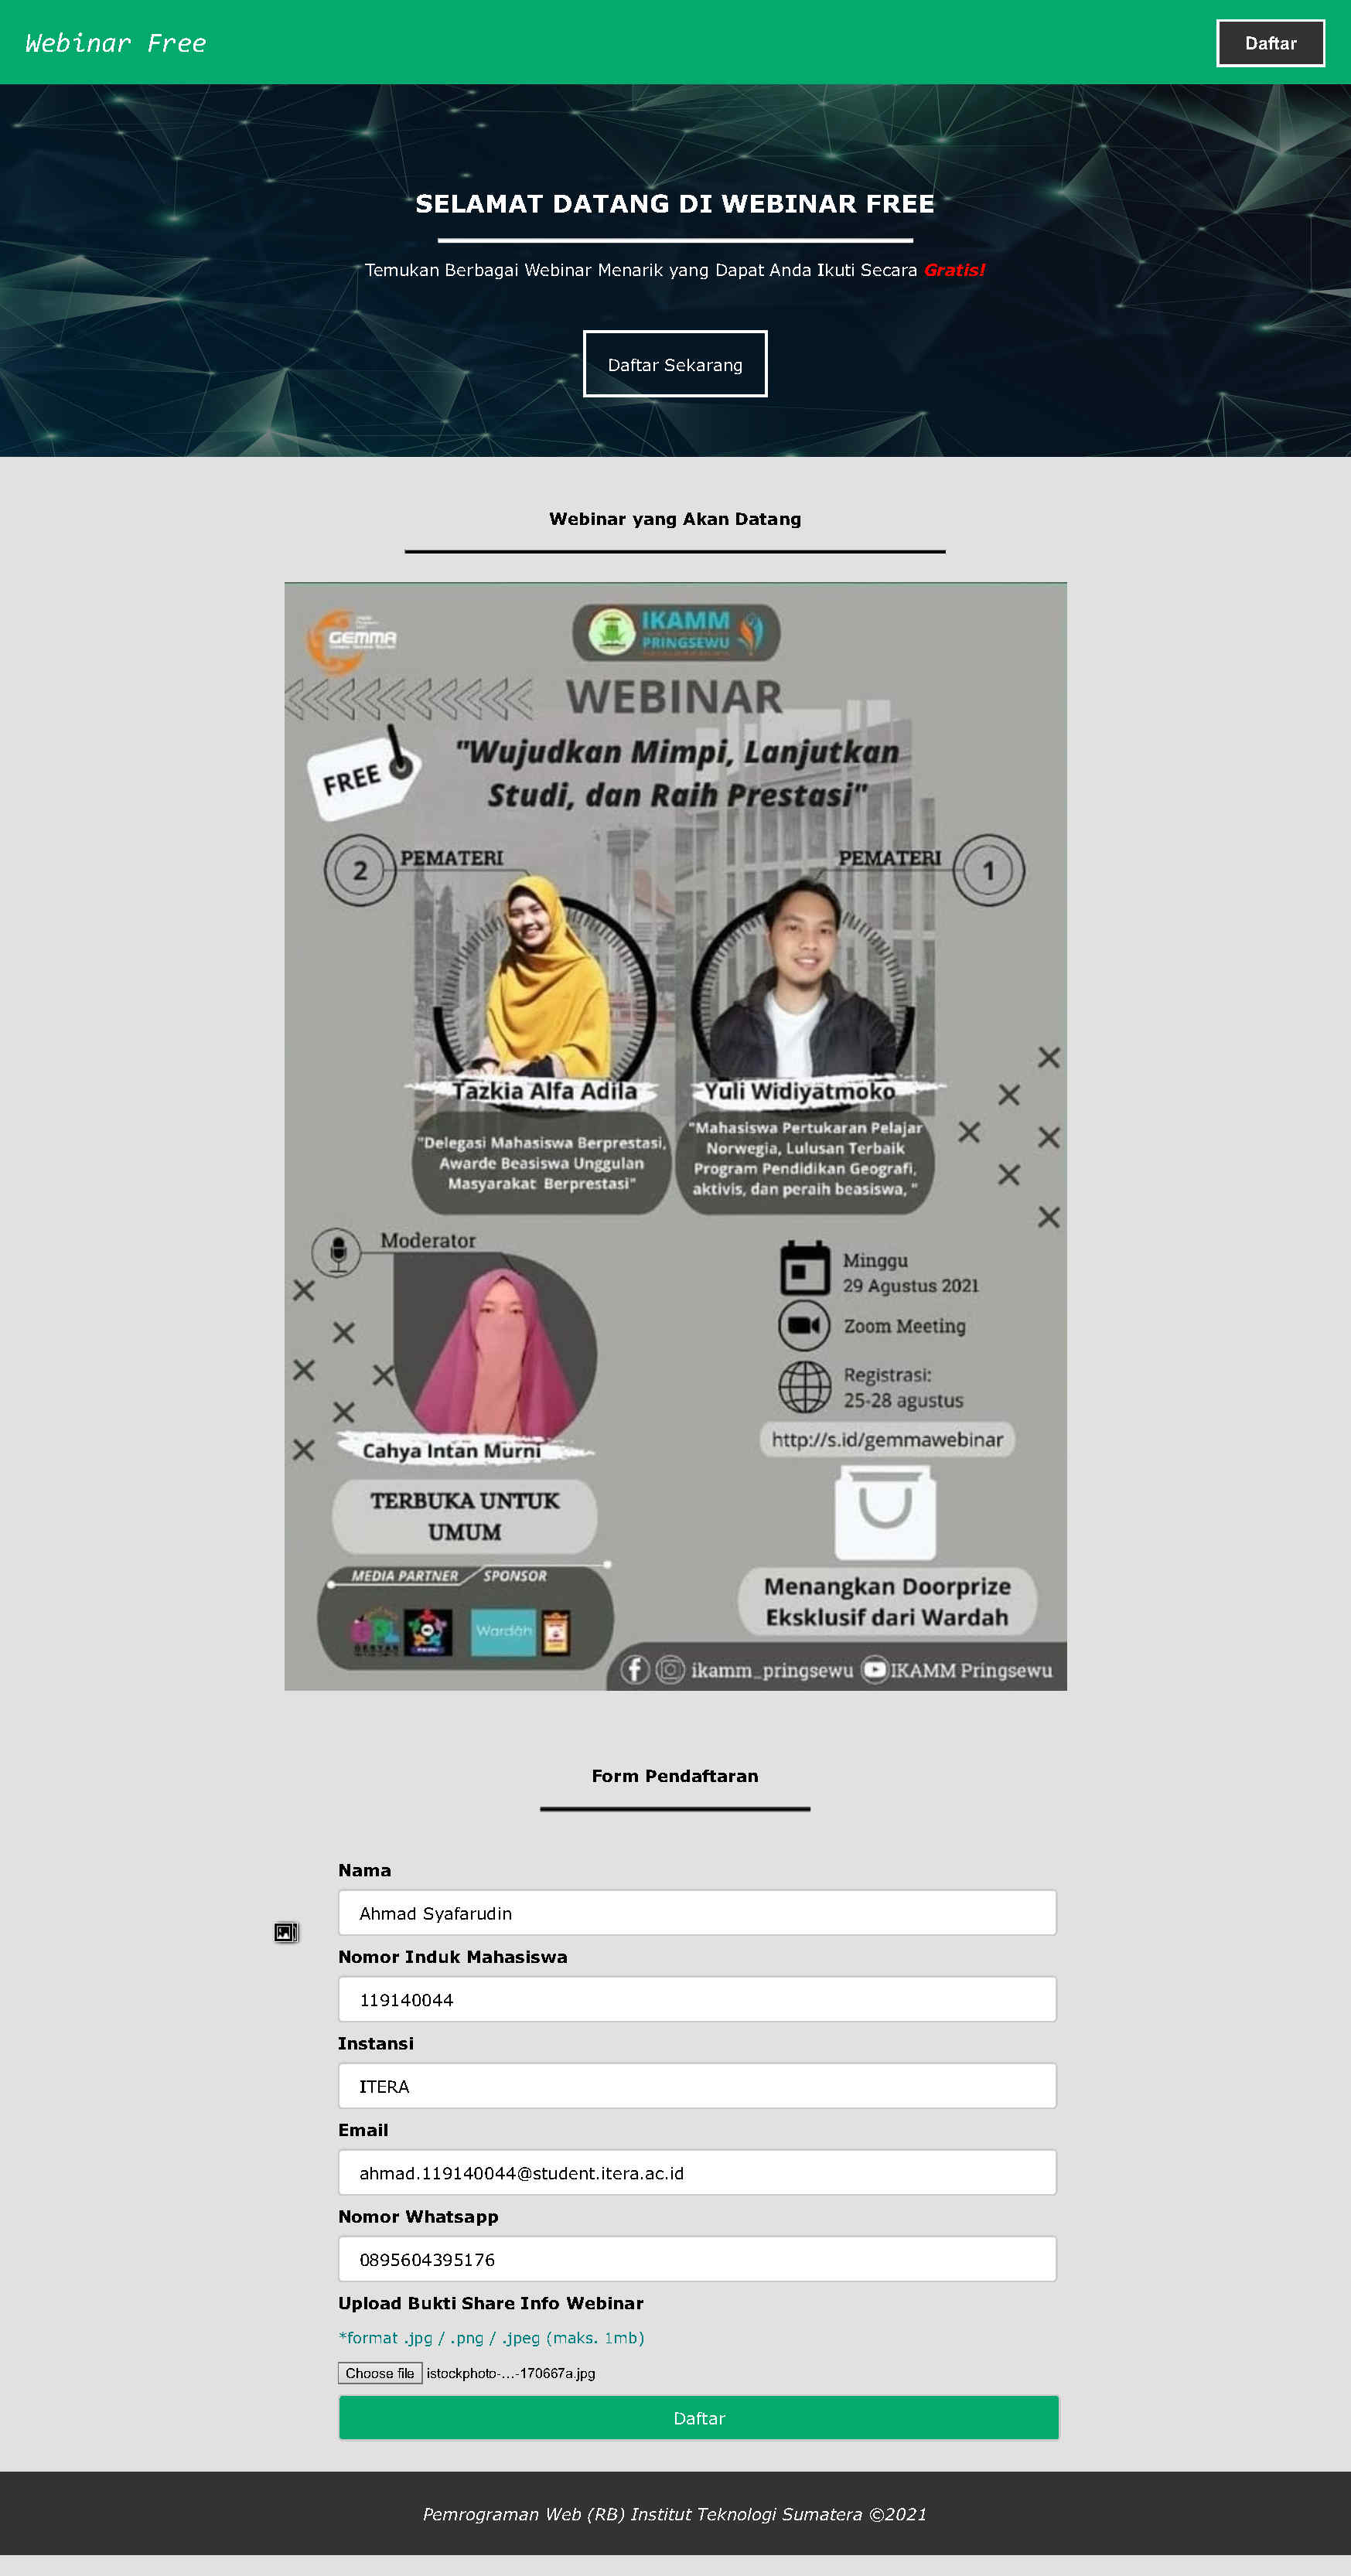 Webinar Free
Daftar
SELAMAT DATANG DI WEBINAR FREE
Temukan Berbagai Webinar Menarik yang Dapat Anda Ikuti Secara Gratis!
Daftar Sekarang
Webinar yang Akan Datang
GEMMA
IKAMM
PRINGSEWU
WEBINAR
FREE
"Wujudkan Mimpi, Lanjutkan
Studi, dan Raih Prestasi"
2
PEMATERI
PEMATERI
1
Tazkia Alfa Adila
"Delegasi Mahasiswa Berprestasi,
Awarde Beasiswa Unggulan
Masyarakat Berprestasi"
Yuli Widiyatmoko
"Mahasiswa Pertukaran Pelajar
Norwegia, Lulusan Terbaik
Program Pendidikan Geografi,
aktivis, dan peraih beasiswa, "
Moderator
Cahya Intan Murni
Minggu
29 Agustus 2021
Zoom Meeting
Registrasi:
25-28 agustus
http://s.id/gemmawebinar
TERBUKA UNTUK
UMUM
MEDIA PARTNER
SPONSOR
Wardah
Menangkan Doorprize
Eksklusif dari Wardah
ikamm_pringsewu
IKAMM Pringsewu
Form Pendaftaran
Nama
Ahmad Syafarudin
Nomor Induk Mahasiswa
119140044
Instansi
ITERA
Email
ahmad.119140044@student.itera.ac.id
Nomor Whatsapp
0895604395176
Upload Bukti Share Info Webinar
*format .jpg / .png / .jpeg (maks. 1mb)
Choose file istockphoto-...-170667a.jpg
Daftar
Pemrograman Web (RB) Institut Teknologi Sumatera ©2021